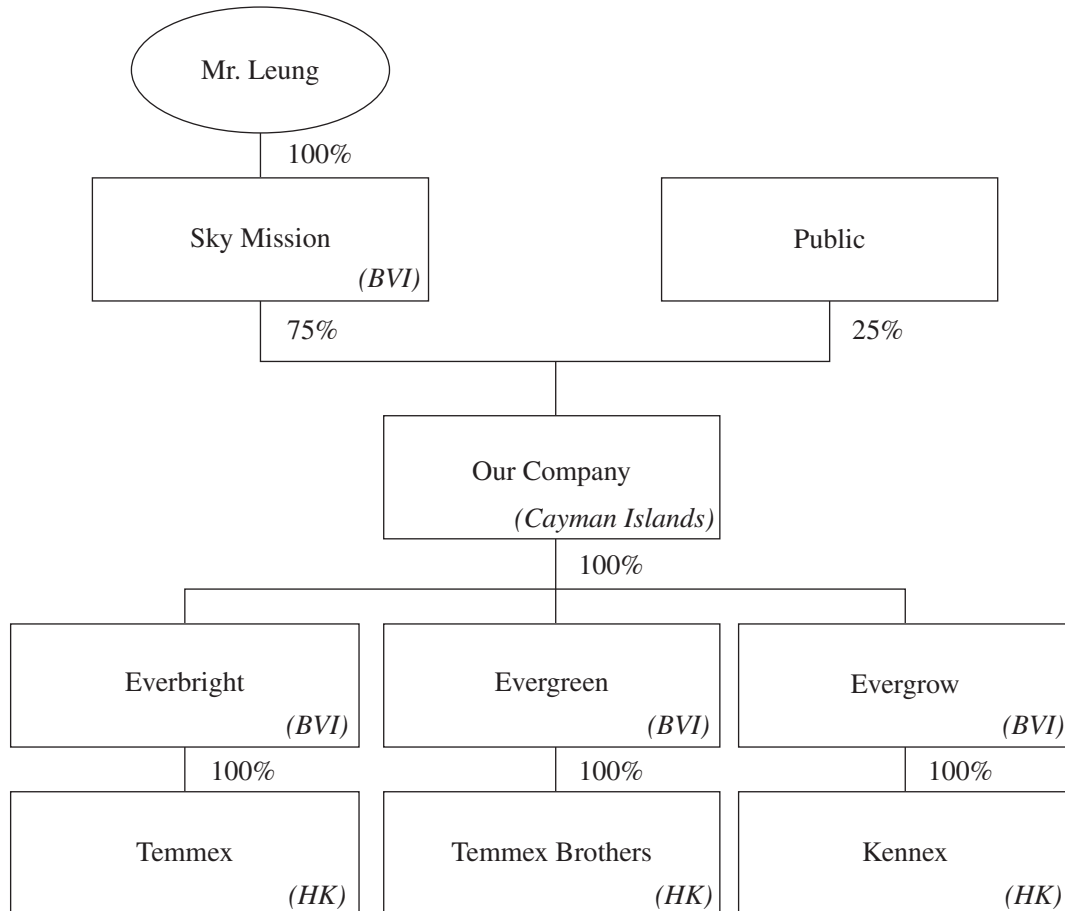 Mr. Leung
100%
Sky Mission
(BVI)
Public
75%
25%
Our Company
(Cayman Islands)
100%
Everbright
(BVI)
Evergreen
(BVI)
Evergrow
(BVI)
100%
100%
100%
Temmex
(HK)
Temmex Brothers
(HK)
Kennex
(HK)